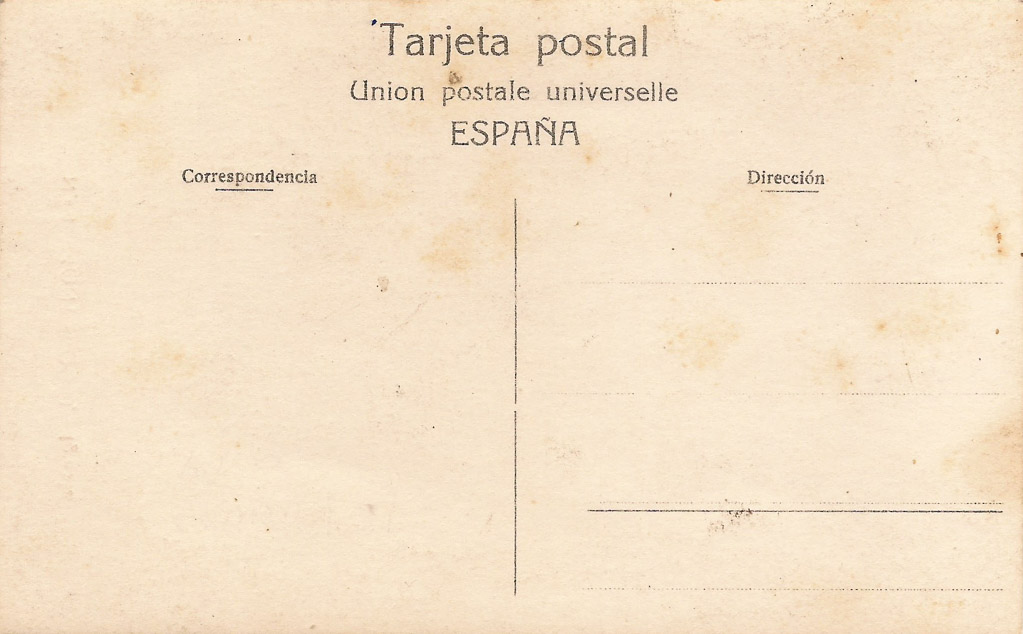 Tarjeta postal
Union postale universelle
ESPAÑA
Correspondencia
Dirección